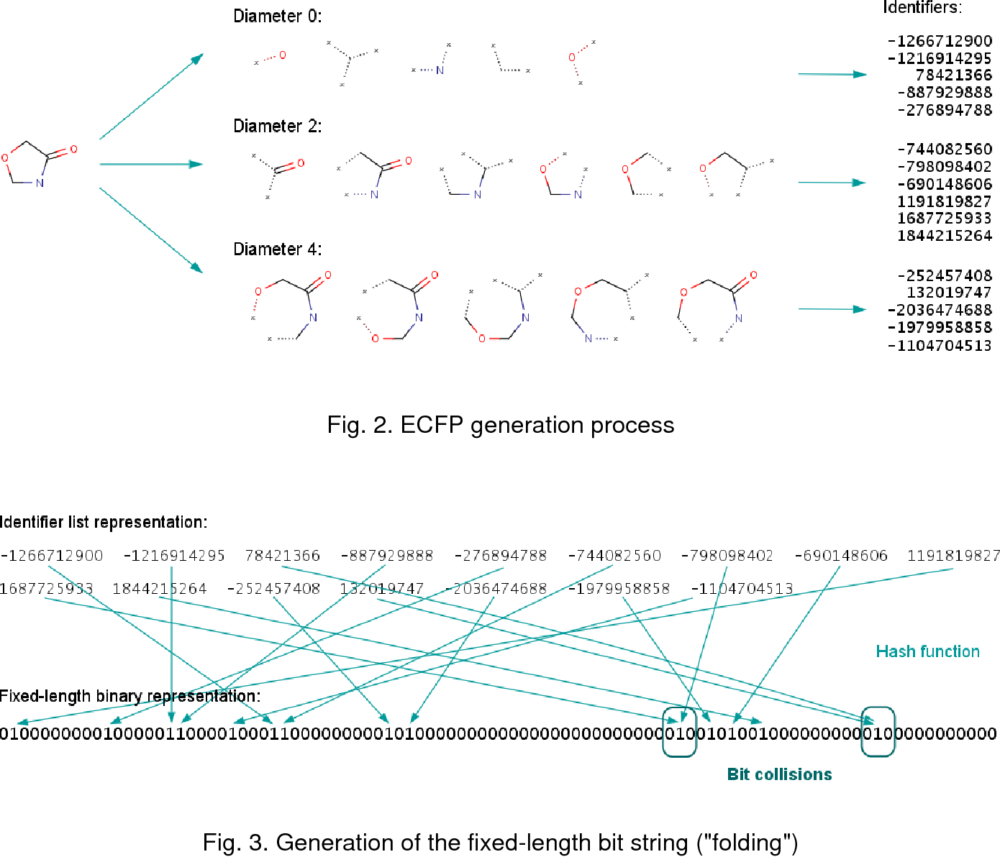 Identifiers:
Diameter 0:
x O x x x x N x x x O x
-1266712900
-1216914295
78421366
-887929888
-276894788
O O N
Diameter 2:
x O x x O x N x x N x O x N O x x O x x x
-744082560
-798098402
-690148606
1191819827
1687725933
1844215264
Diameter 4:
O O x N x x O N x O x x x N O O x x N x O O N x x
-252457408
132019747
-2036474688
-1979958858
-1104704513
Fig. 2. ECFP generation process
Identifier list representation:
-1266712900 -1216914295 78421366 -887929888 -276894788 -744082560 -798098402 -690148606 1191819827
1687725933 1844215264 -252457408 132019747 -2036474688 -1979958858 -1104704513
Hash function
Fixed-length binary representation:
010000000010000011000010001100000000010100000000000000000000000001001010010000000000100000000000
Bit collisions
Fig. 3. Generation of the fixed-length bit string ("folding")